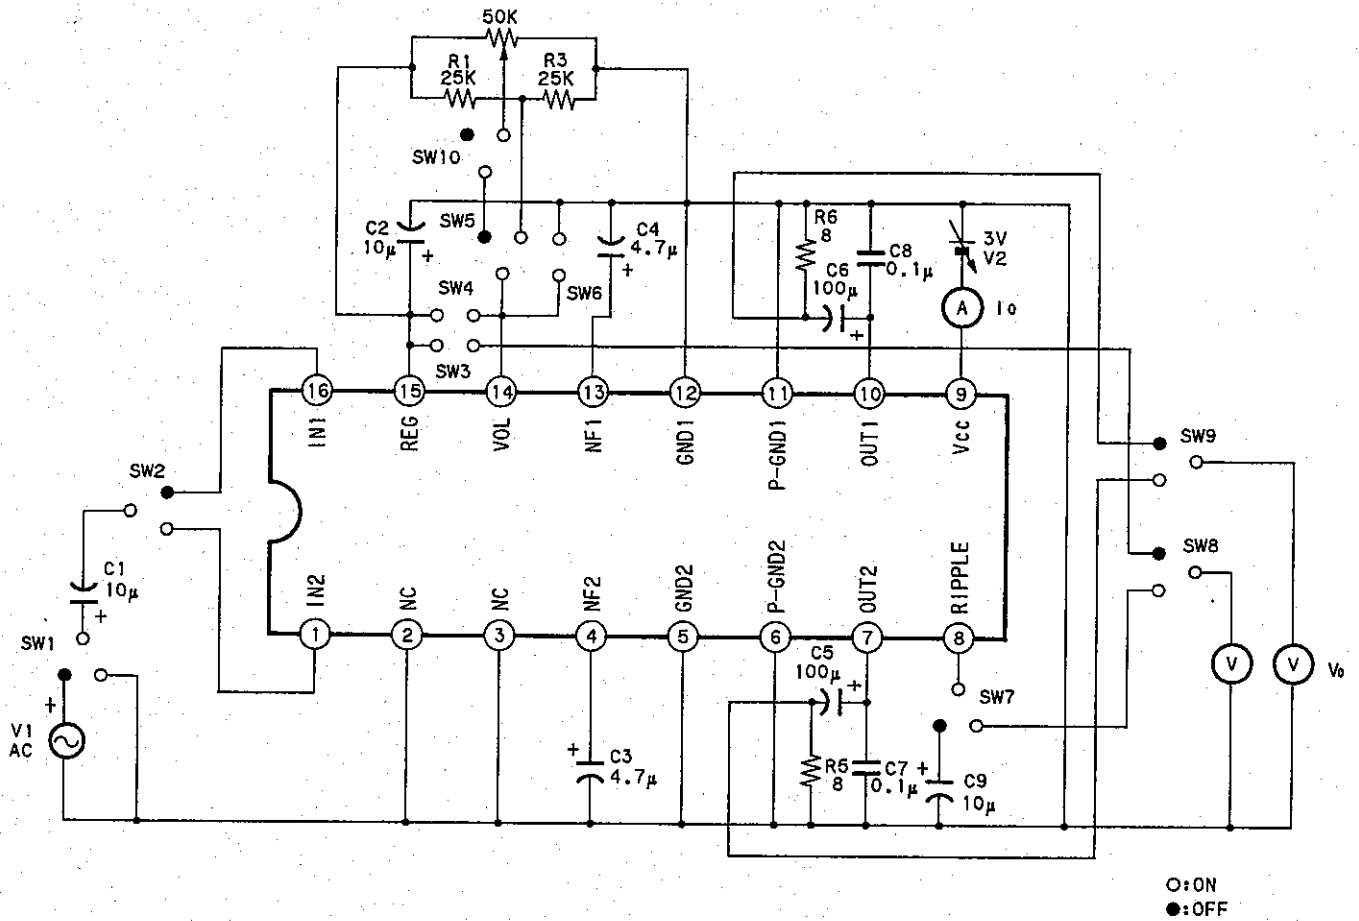 50K
R1
25K
R3
25K
SW10
C2
10μ
+
SW5
C4
4.7μ
+
SW4
SW6
SW3
R6
8
C6
100μ
+
C8
0.1μ
3V
V2
A
Io
16
15
14
13
12
11
10
9
IN1
REG
VOL
NF1
GND1
P-GND1
OUT1
Vcc
SW2
SW9
SW8
C1
10μ
+
SW1
+
V1
AC
IN2
NC
NC
NF2
GND2
P-GND2
OUT2
RIPPLE
1
2
3
4
5
6
7
8
C5
100μ
+
SW7
V
V
Vo
+
C3
4.7μ
R5
8
C7
0.1μ
+
C9
10μ
○:ON
●:OFF